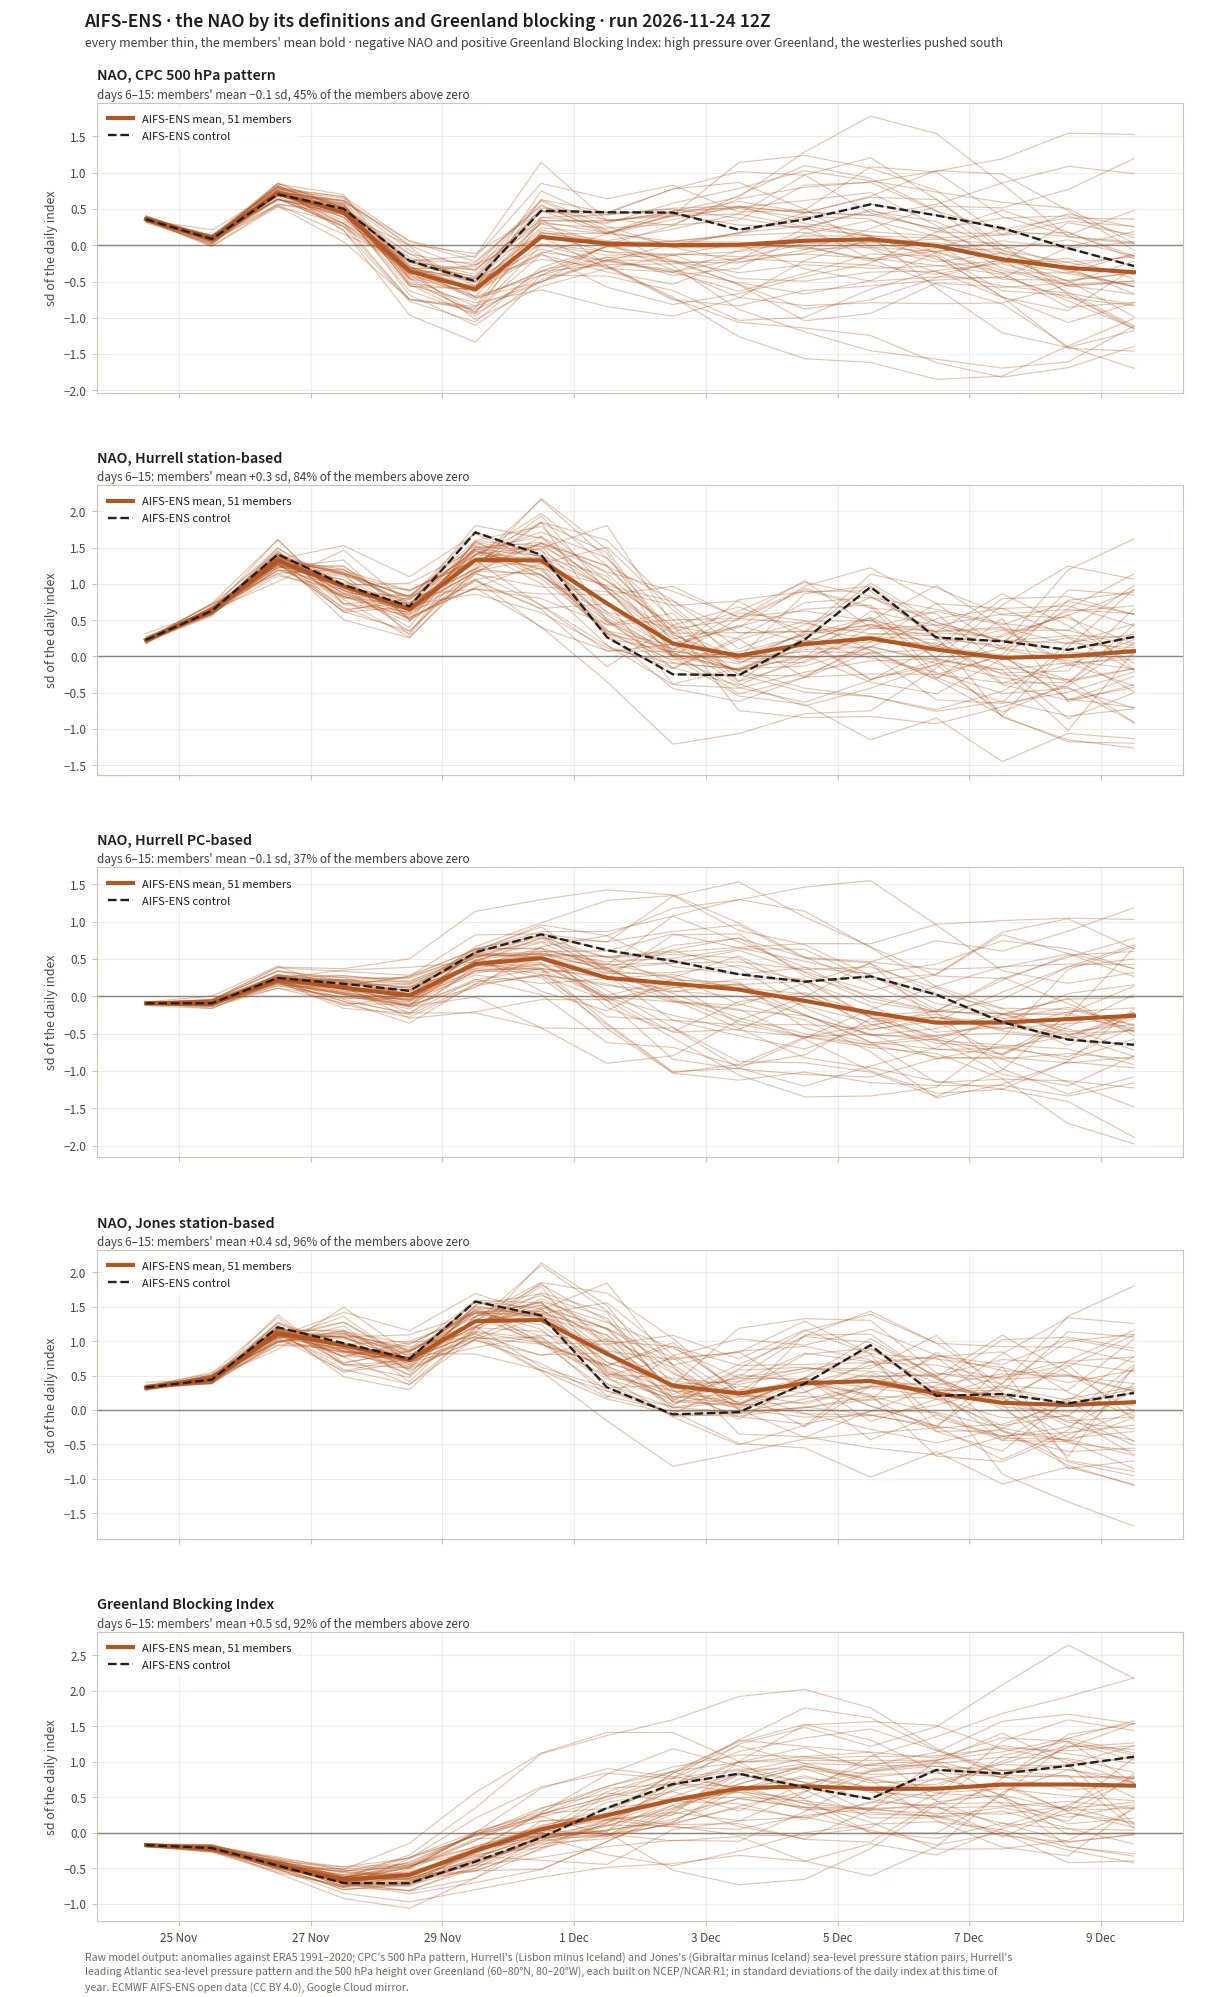 AIFS-ENS · the NAO by its definitions and Greenland blocking · run 2026-11-24 12Z
every member thin, the members' mean bold · negative NAO and positive Greenland Blocking Index: high pressure over Greenland, the westerlies pushed south
NAO, CPC 500 hPa pattern
days 6–15: members' mean −0.1 sd, 45% of the members above zero
AIFS-ENS mean, 51 members
AIFS-ENS control
sd of the daily index
1.5
1.0
0.5
0.0
−0.5
−1.0
−1.5
−2.0
NAO, Hurrell station-based
days 6–15: members' mean +0.3 sd, 84% of the members above zero
AIFS-ENS mean, 51 members
AIFS-ENS control
sd of the daily index
2.0
1.5
1.0
0.5
0.0
−0.5
−1.0
−1.5
NAO, Hurrell PC-based
days 6–15: members' mean −0.1 sd, 37% of the members above zero
AIFS-ENS mean, 51 members
AIFS-ENS control
sd of the daily index
1.5
1.0
0.5
0.0
−0.5
−1.0
−1.5
−2.0
NAO, Jones station-based
days 6–15: members' mean +0.4 sd, 96% of the members above zero
AIFS-ENS mean, 51 members
AIFS-ENS control
sd of the daily index
2.0
1.5
1.0
0.5
0.0
−0.5
−1.0
−1.5
Greenland Blocking Index
days 6–15: members' mean +0.5 sd, 92% of the members above zero
AIFS-ENS mean, 51 members
AIFS-ENS control
sd of the daily index
2.5
2.0
1.5
1.0
0.5
0.0
−0.5
−1.0
25 Nov 27 Nov 29 Nov 1 Dec 3 Dec 5 Dec 7 Dec 9 Dec
Raw model output: anomalies against ERA5 1991–2020; CPC's 500 hPa pattern, Hurrell's (Lisbon minus Iceland) and Jones's (Gibraltar minus Iceland) sea-level pressure station pairs, Hurrell's
leading Atlantic sea-level pressure pattern and the 500 hPa height over Greenland (60–80°N, 80–20°W), each built on NCEP/NCAR R1; in standard deviations of the daily index at this time of
year. ECMWF AIFS-ENS open data (CC BY 4.0), Google Cloud mirror.